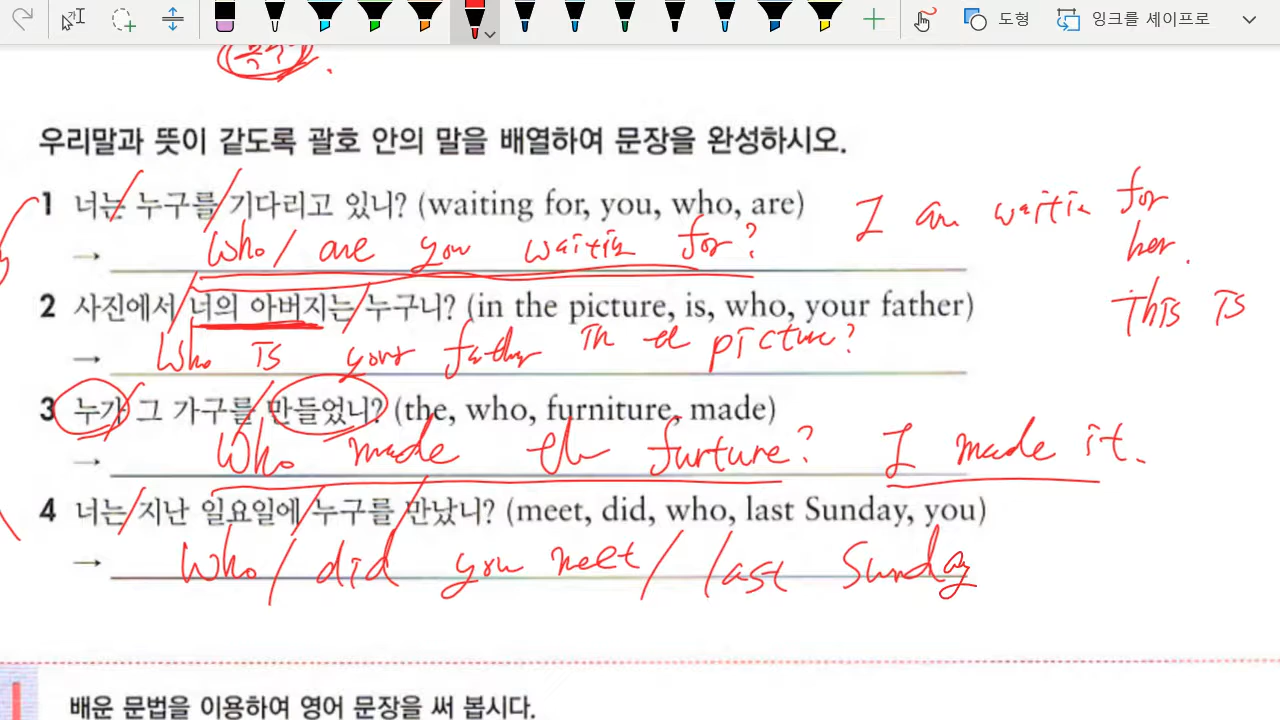 도형 잉크를 셰이프로
우리말과 뜻이 같도록 괄호 안의 말을 배열하여 문장을 완성하시오.
1 너는 누구를 기다리고 있니? (waiting for, you, who, are)
I am for
→ who / are you for?
her.
2 사진에서 너의 아버지는 누구니? (in the picture, is, who, your father)
This is
→ Who is your father in picture?
3 누가 그 가구를 만들었니? (the, who, furniture, made)
→ Who made ? I made it.
4 너는 지난 일요일에 누구를 만났니? (meet, did, who, last Sunday, you)
→ Who / did you meet / last Sunday
배운 문법을 이용하여 영어 문장을 써 봅시다.